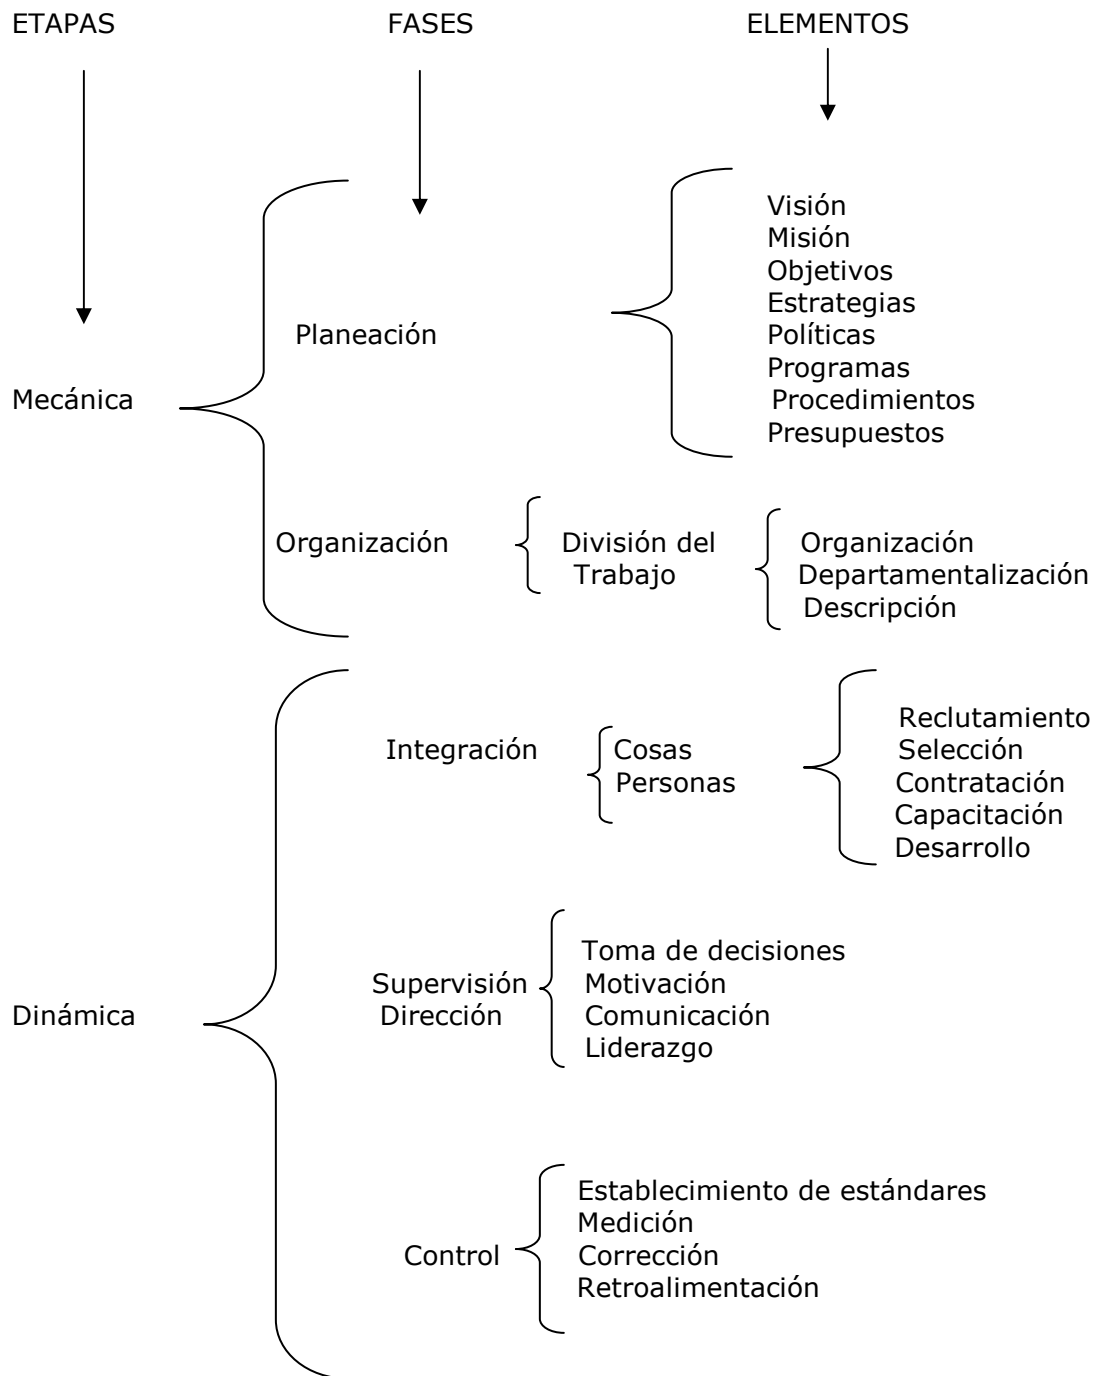 ETAPAS FASES ELEMENTOS
Visión
Misión
Objetivos
Estrategias
Planeación
Políticas
Programas
Mecánica
Procedimientos
Presupuestos
Organización
División del
Trabajo
Organización
Departamentalización
Descripción
Integración
Cosas
Personas
Reclutamiento
Selección
Contratación
Capacitación
Desarrollo
Dinámica
Supervisión
Dirección
Toma de decisiones
Motivación
Comunicación
Liderazgo
Control
Establecimiento de estándares
Medición
Corrección
Retroalimentación